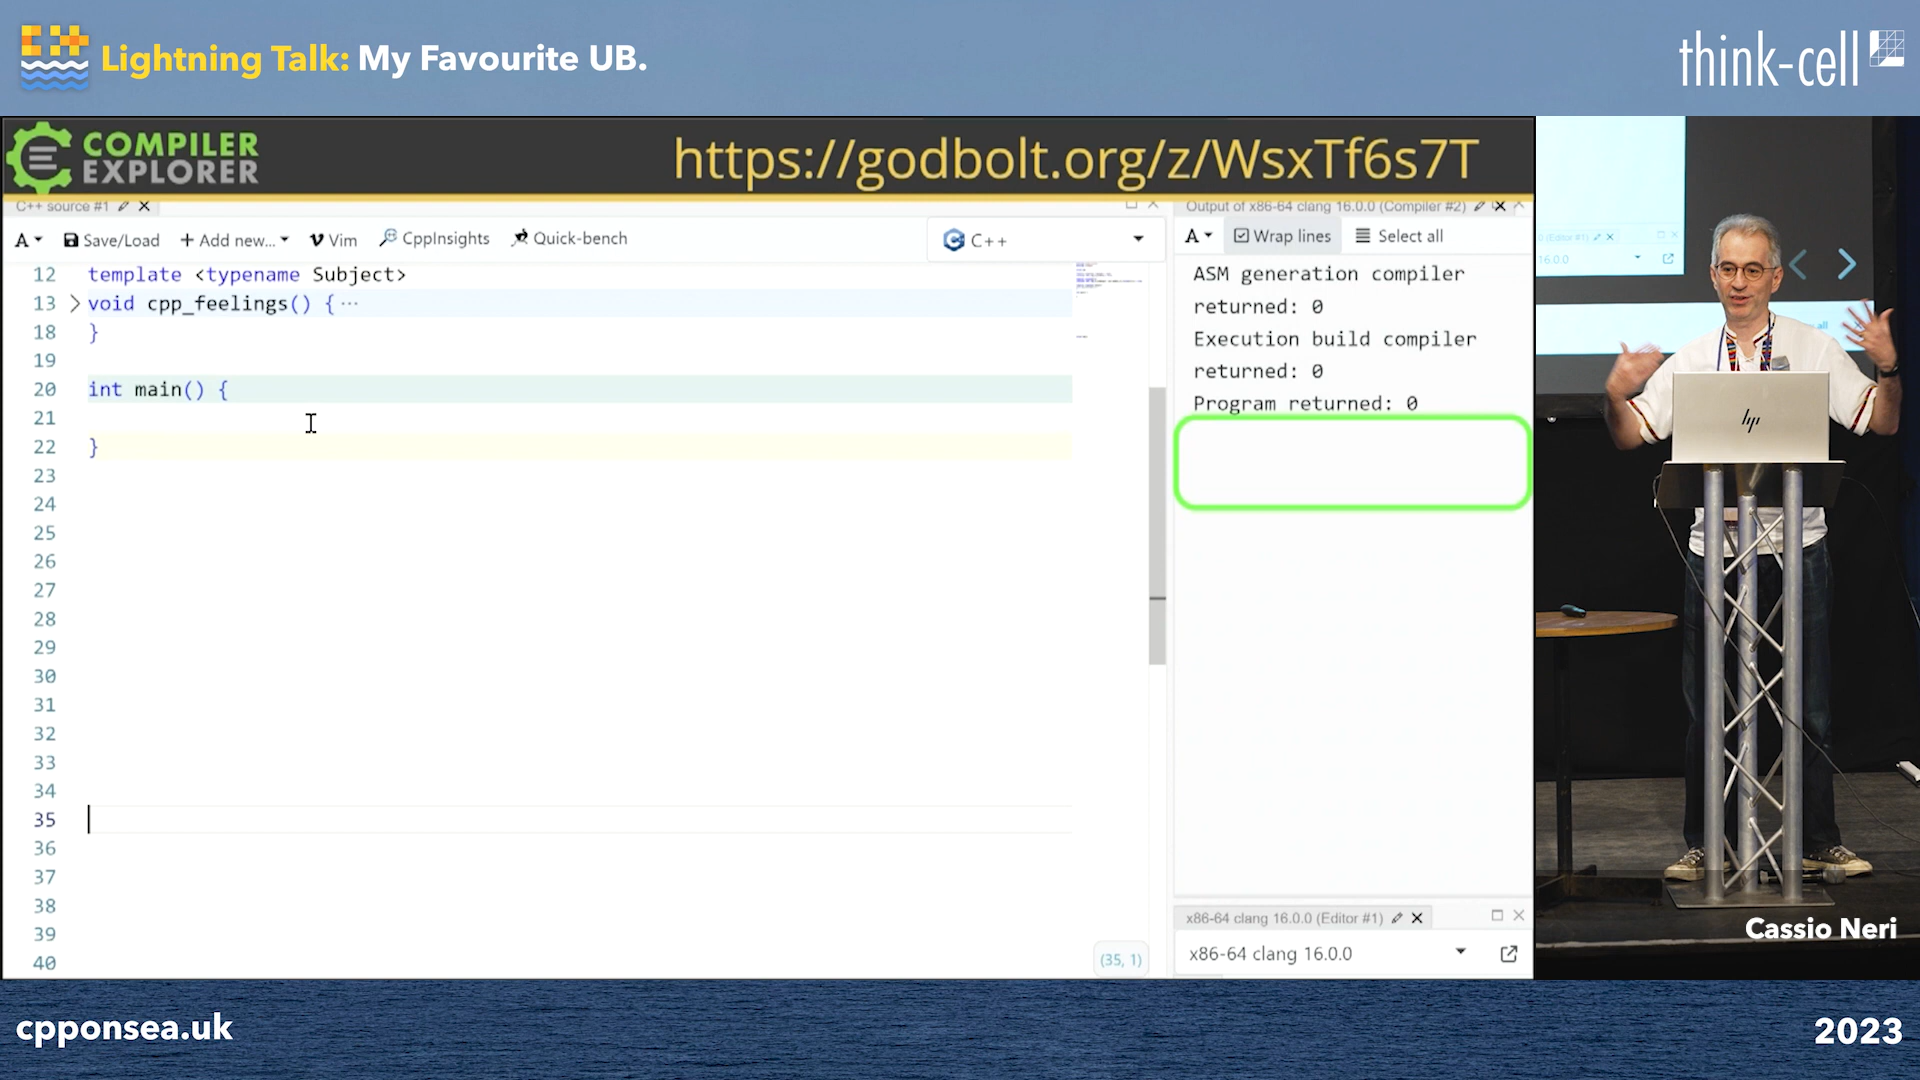 Lightning Talk: My Favourite UB.
think-cell
COMPILER
EXPLORER
https://godbolt.org/z/WsxTf6s7T
C++ source #1
Output of x86-64 clang 16.0.0 (Compiler #2)
A Save/Load + Add new... Vim CppInsights Quick-bench
C++
A Wrap lines Select all
12 template <typename Subject>
13 void cpp_feelings() { ...
18 }
19
20 int main() {
21
22 }
23
24
25
26
27
28
29
30
31
32
33
34
35
36
37
38
39
40
(35, 1)
ASM generation compiler
returned: 0
Execution build compiler
returned: 0
Program returned: 0
x86-64 clang 16.0.0 (Editor #1)
x86-64 clang 16.0.0
hp
Cassio Neri
cpponsea.uk
2023